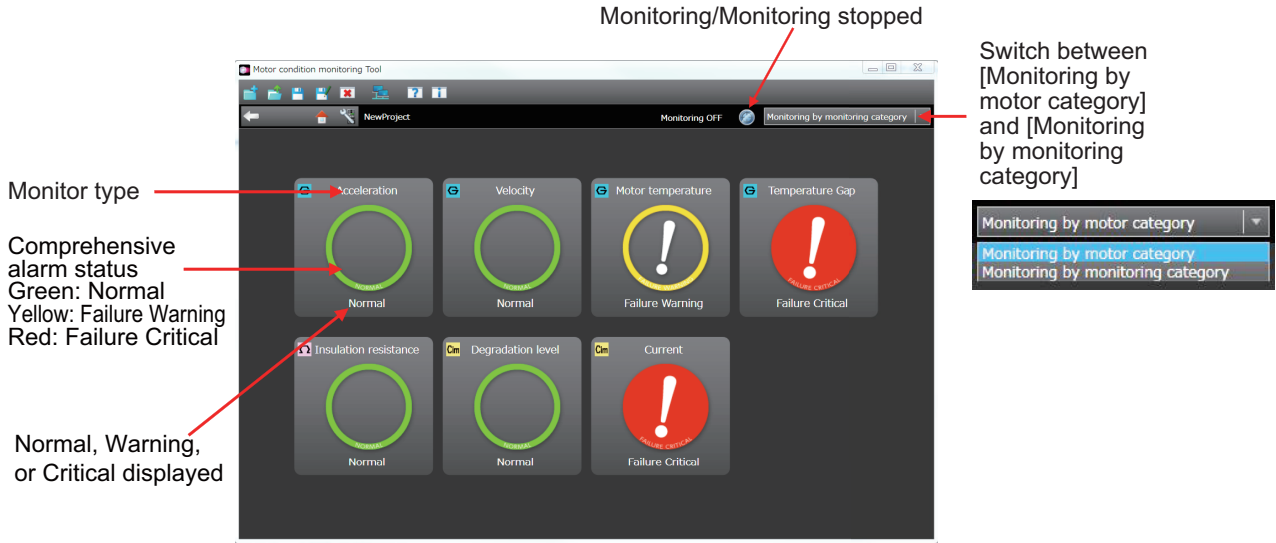 Monitoring/Monitoring stopped
Switch between
[Monitoring by
motor category]
and [Monitoring
by monitoring
category]
Motor condition monitoring Tool
NewProject
Monitoring OFF
Monitoring by monitoring category
Monitor type
Acceleration
NORMAL
Normal
Velocity
NORMAL
Normal
Motor temperature
Failure Warning
Temperature Gap
FAILURE CRITICAL
Failure Critical
Monitoring by motor category
Monitoring by motor category
Monitoring by monitoring category
Comprehensive
alarm status
Green: Normal
Yellow: Failure Warning
Red: Failure Critical
Ω Insulation resistance
NORMAL
Normal
Cim Degradation level
NORMAL
Normal
Cim Current
FAILURE CRITICAL
Failure Critical
Normal, Warning,
or Critical displayed